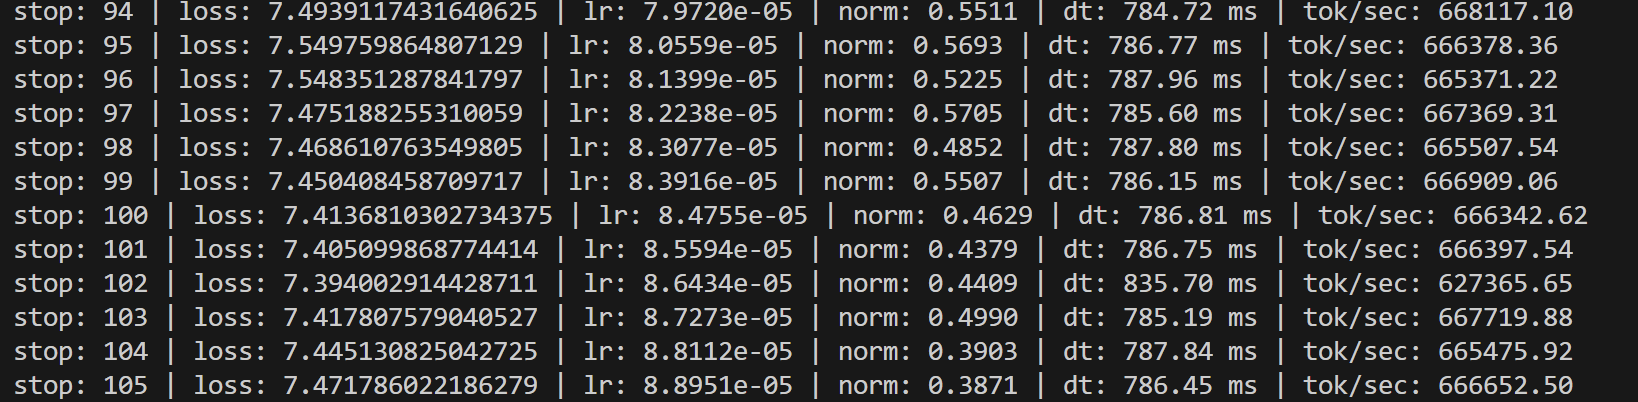 stop: 94 | loss: 7.4939117431640625 | lr: 7.9720e-05 | norm: 0.5511 | dt: 784.72 ms | tok/sec: 668117.10
stop: 95 | loss: 7.549759864807129 | lr: 8.0559e-05 | norm: 0.5693 | dt: 786.77 ms | tok/sec: 666378.36
stop: 96 | loss: 7.548351287841797 | lr: 8.1399e-05 | norm: 0.5225 | dt: 787.96 ms | tok/sec: 665371.22
stop: 97 | loss: 7.475188255310059 | lr: 8.2238e-05 | norm: 0.5705 | dt: 785.60 ms | tok/sec: 667369.31
stop: 98 | loss: 7.468610763549805 | lr: 8.3077e-05 | norm: 0.4852 | dt: 787.80 ms | tok/sec: 665507.54
stop: 99 | loss: 7.450408458709717 | lr: 8.3916e-05 | norm: 0.5507 | dt: 786.15 ms | tok/sec: 666909.06
stop: 100 | loss: 7.4136810302734375 | lr: 8.4755e-05 | norm: 0.4629 | dt: 786.81 ms | tok/sec: 666342.62
stop: 101 | loss: 7.405099868774414 | lr: 8.5594e-05 | norm: 0.4379 | dt: 786.75 ms | tok/sec: 666397.54
stop: 102 | loss: 7.394002914428711 | lr: 8.6434e-05 | norm: 0.4409 | dt: 835.70 ms | tok/sec: 627365.65
stop: 103 | loss: 7.417807579040527 | lr: 8.7273e-05 | norm: 0.4990 | dt: 785.19 ms | tok/sec: 667719.88
stop: 104 | loss: 7.445130825042725 | lr: 8.8112e-05 | norm: 0.3903 | dt: 787.84 ms | tok/sec: 665475.92
stop: 105 | loss: 7.471786022186279 | lr: 8.8951e-05 | norm: 0.3871 | dt: 786.45 ms | tok/sec: 666652.50